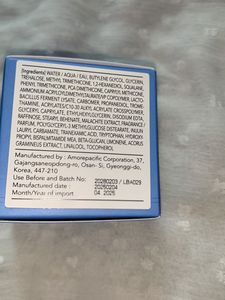 [Ingredients] WATER / AQUA / EAU, BUTYLENE GLYCOL, GLYCERIN,
TREHALOSE, METHYL TRIMETHICONE, 1,2-HEXANEDIOL, SQUALANE,
PHENYL TRIMETHICONE, PCA DIMETHICONE, CAPRYLYL METHICONE,
AMMONIUM ACRYLOYLDIMETHYLTAURATE/VP COPOLYMER, LACTO-
BACILLUS FERMENT LYSATE, CARBOMER, PROPANEDIOL, TROME-
THAMINE, ACRYLATES/C10-30 ALKYL ACRYLATE CROSSPOLYMER,
GLYCERYL CAPRYLATE, ETHYLHEXYLGLYCERIN, DISODIUM EDTA,
RAFFINOSE, STEARYL BEHENATE, MALACHITE EXTRACT, FRAGRANCE /
PARFUM, POLYGLYCERYL-3 METHYLGLUCOSE DISTEARATE, INULIN
LAURYL CARBAMATE, TRANEXAMIC ACID, TRYPTOPHAN, HYDROXY-
PROPYL BISPALMITAMIDE MEA, BETA-GLUCAN, LIMONENE, ACORUS
GRAMINEUS EXTRACT, LINALOOL, TOCOPHEROL
Manufactured by : Amorepacific Corporation, 37,
Gajangsaneopdong-ro, Osan- Si, Gyeonggi-do,
Korea, 447-210
Use Before and Batch No: 20280203 / LBA029
Manufactured date : 20250204
Month/Year of import 04. 2025